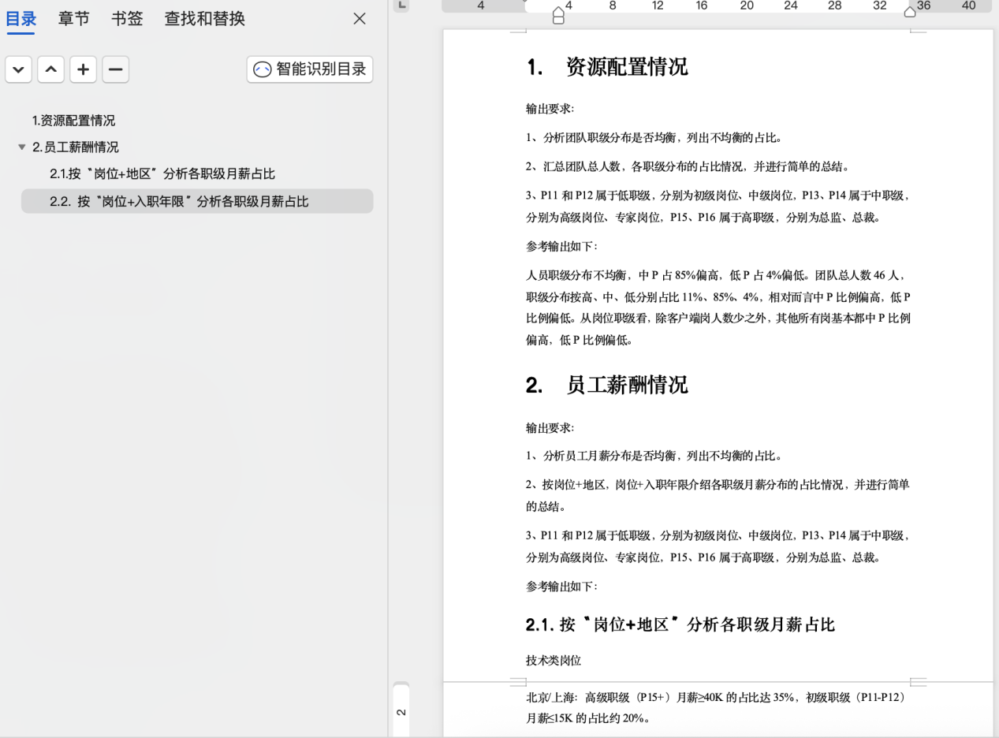 目录 章节 书签 查找和替换
智能识别目录
1.资源配置情况
2.员工薪酬情况
2.1.按“岗位+地区”分析各职级月薪占比
2.2. 按“岗位+入职年限”分析各职级月薪占比
4 4 8 12 16 20 24 28 32 36 40
1. 资源配置情况
输出要求：
1、分析团队职级分布是否均衡，列出不均衡的占比。
2、汇总团队总人数，各职级分布的占比情况，并进行简单的总结。
3、P11 和 P12 属于低职级，分别为初级岗位、中级岗位，P13、P14 属于中职级，
分别为高级岗位、专家岗位，P15、P16 属于高职级，分别为总监、总裁。
参考输出如下：
人员职级分布不均衡，中 P 占 85%偏高，低 P 占 4%偏低。团队总人数 46 人，
职级分布按高、中、低分别占比 11%、85%、4%，相对而言中 P 比例偏高，低 P
比例偏低。从岗位职级看，除客户端岗人数少之外，其他所有岗基本都中 P 比例
偏高，低 P 比例偏低。
2. 员工薪酬情况
输出要求：
1、分析员工月薪分布是否均衡，列出不均衡的占比。
2、按岗位+地区，岗位+入职年限介绍各职级月薪分布的占比情况，并进行简单
的总结。
3、P11 和 P12 属于低职级，分别为初级岗位、中级岗位，P13、P14 属于中职级，
分别为高级岗位、专家岗位，P15、P16 属于高职级，分别为总监、总裁。
参考输出如下：
2.1. 按“岗位+地区”分析各职级月薪占比
技术类岗位
2
北京/上海：高级职级（P15+）月薪≥40K 的占比达 35%，初级职级（P11-P12）
月薪≤15K 的占比约 20%。